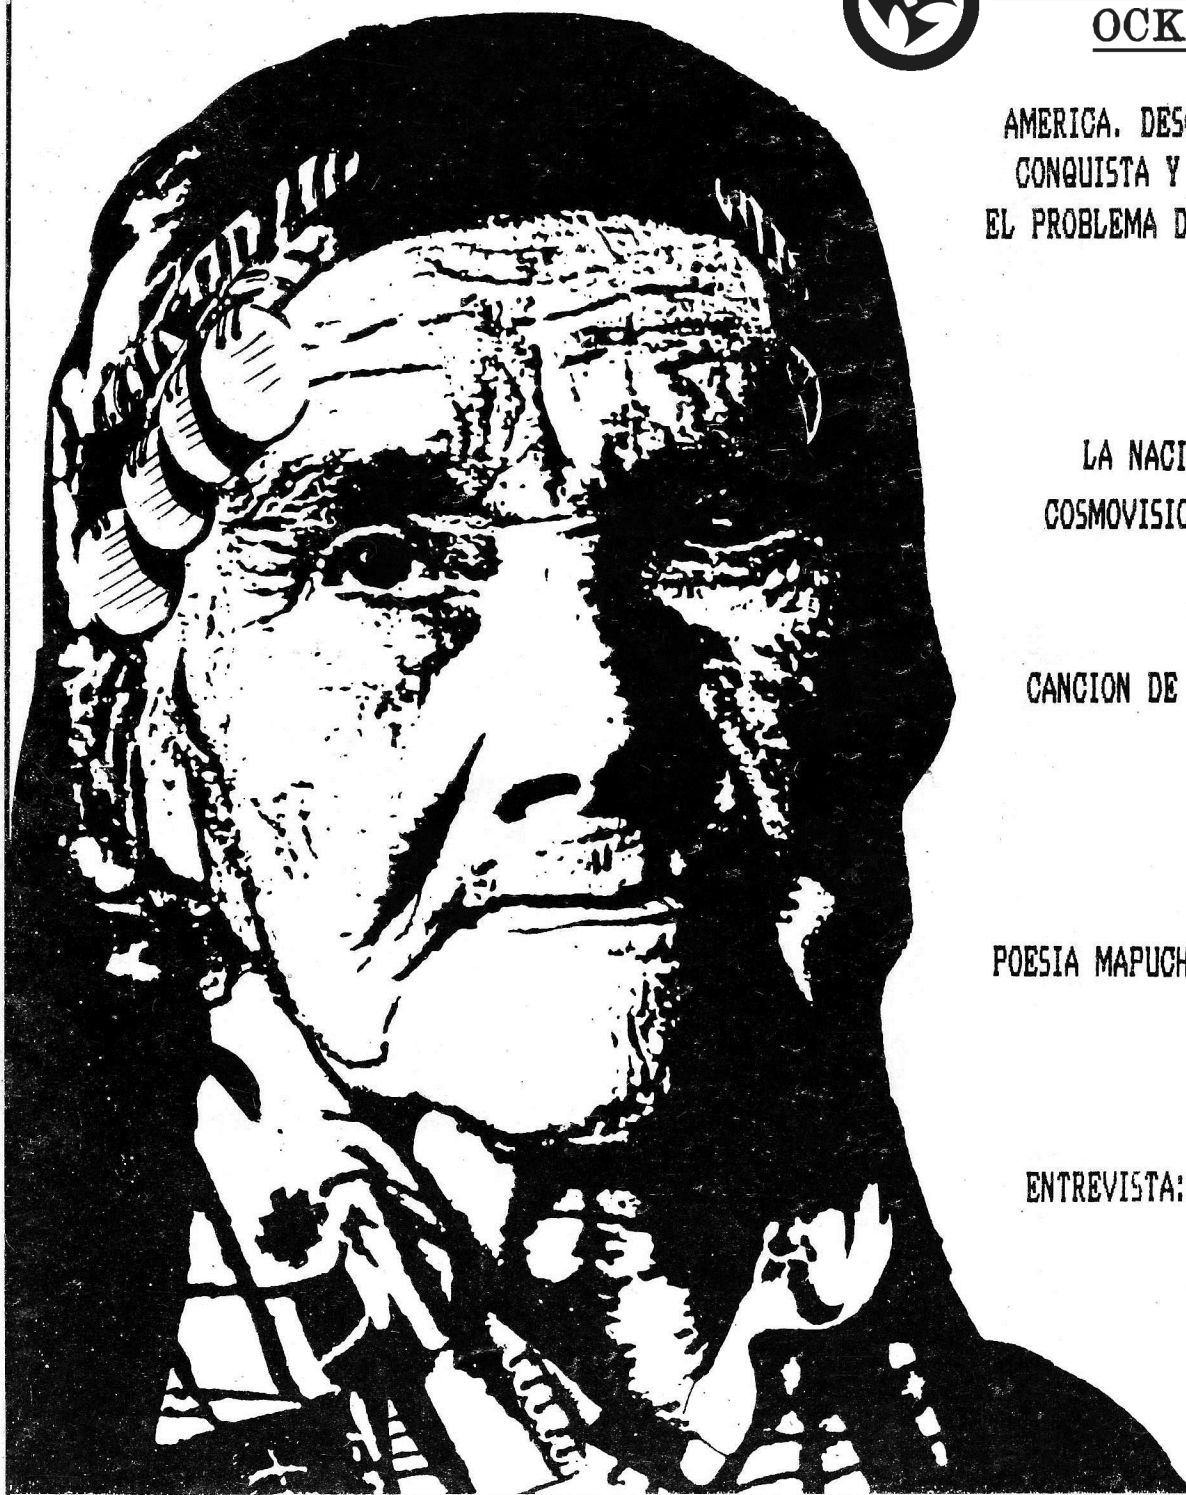 OCK
AMERICA. DES
CONQUISTA Y
EL PROBLEMA D
LA NACI
COSMOVISIO
CANCION DE
POESIA MAPUCH
ENTREVISTA: